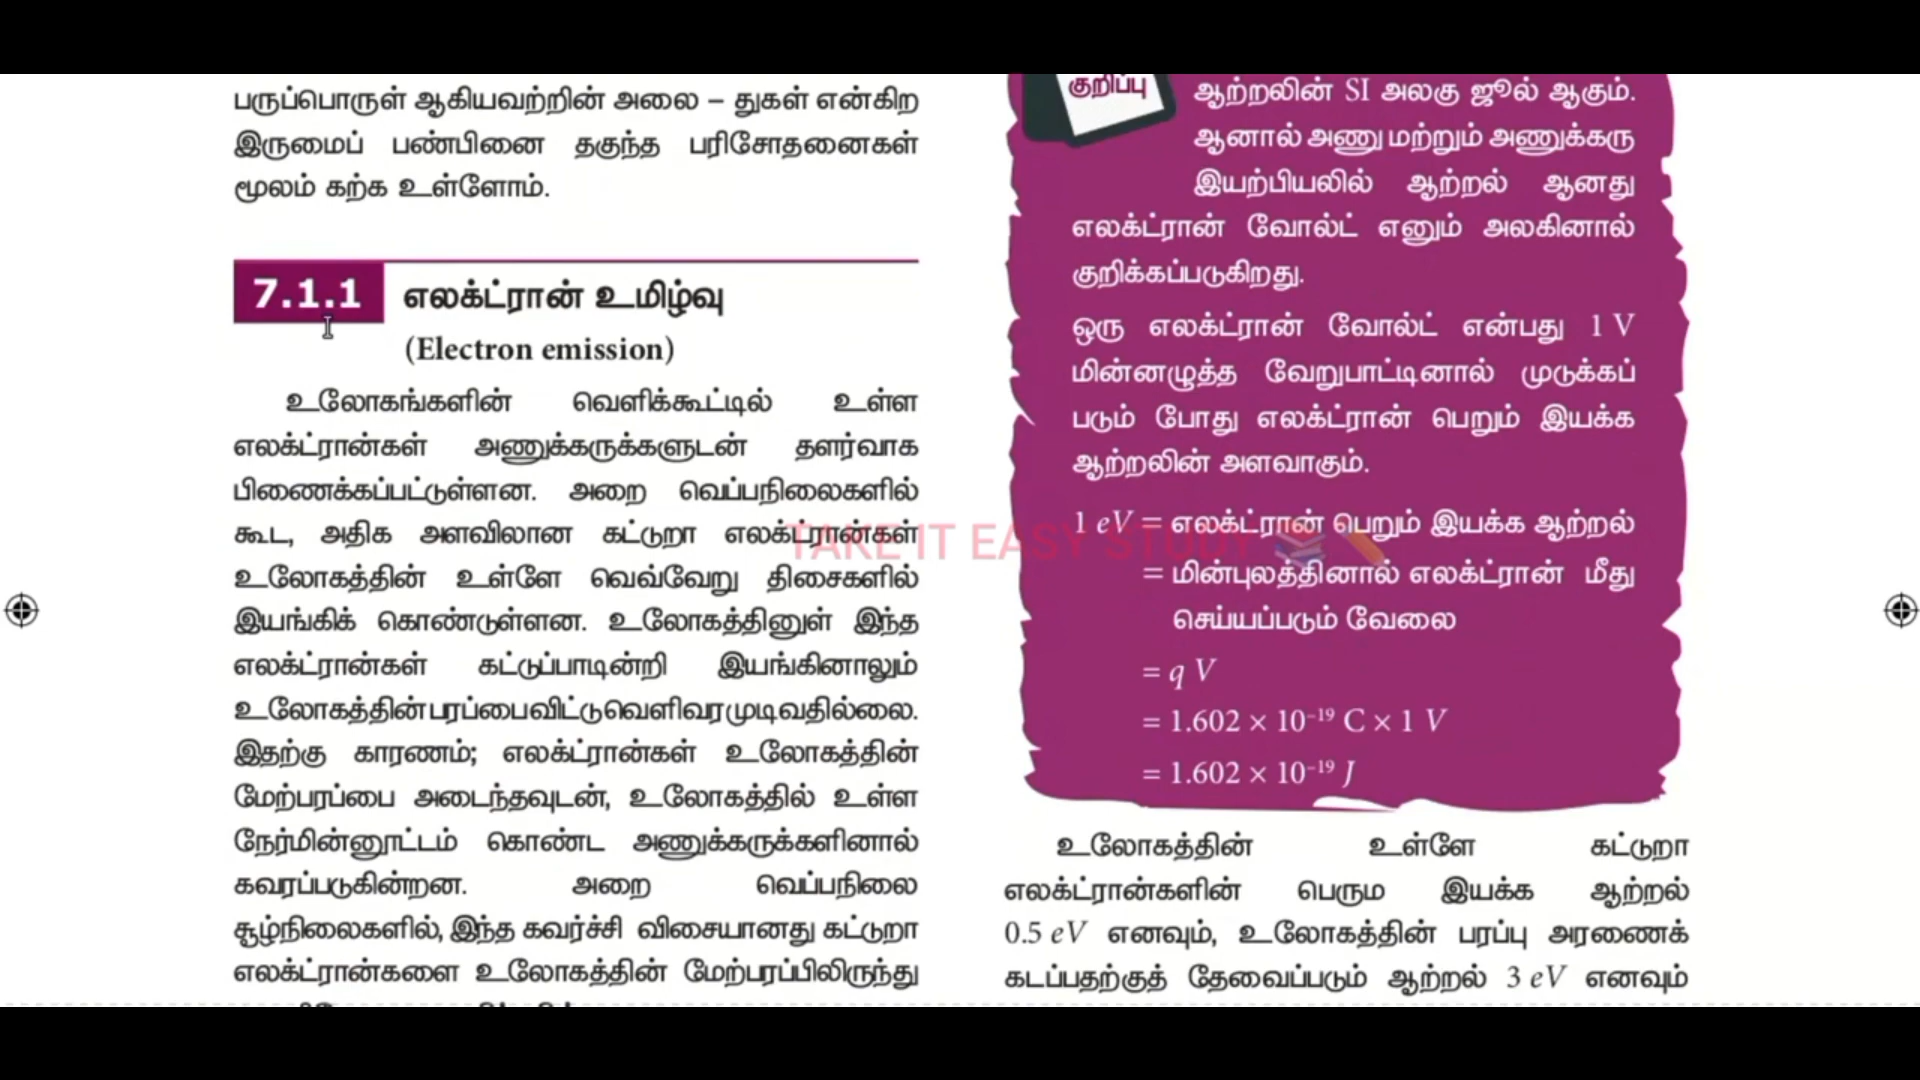 பருப்பொருள் ஆகியவற்றின் அலை – துகள் என்கிற
இருமைப் பண்பினை தகுந்த பரிசோதனைகள்
மூலம் கற்க உள்ளோம்.
7.1.1 எலக்ட்ரான் உமிழ்வு
(Electron emission)
உலோகங்களின் வெளிக்கூட்டில் உள்ள
எலக்ட்ரான்கள் அணுக்கருக்களுடன் தளர்வாக
பிணைக்கப்பட்டுள்ளன. அறை வெப்பநிலைகளில்
கூட, அதிக அளவிலான கட்டுறா எலக்ட்ரான்கள்
உலோகத்தின் உள்ளே வெவ்வேறு திசைகளில்
இயங்கிக் கொண்டுள்ளன. உலோகத்தினுள் இந்த
எலக்ட்ரான்கள் கட்டுப்பாடின்றி இயங்கினாலும்
உலோகத்தின் பரப்பை விட்டு வெளிவர முடிவதில்லை.
இதற்கு காரணம்; எலக்ட்ரான்கள் உலோகத்தின்
மேற்பரப்பை அடைந்தவுடன், உலோகத்தில் உள்ள
நேர்மின்னூட்டம் கொண்ட அணுக்கருக்களினால்
கவரப்படுகின்றன. அறை வெப்பநிலை
சூழ்நிலைகளில், இந்த கவர்ச்சி விசையானது கட்டுறா
எலக்ட்ரான்களை உலோகத்தின் மேற்பரப்பிலிருந்து
குறிப்பு
ஆற்றலின் SI அலகு ஜூல் ஆகும்.
ஆனால் அணு மற்றும் அணுக்கரு
இயற்பியலில் ஆற்றல் ஆனது
எலக்ட்ரான் வோல்ட் எனும் அலகினால்
குறிக்கப்படுகிறது.
ஒரு எலக்ட்ரான் வோல்ட் என்பது 1 V
மின்னழுத்த வேறுபாட்டினால் முடுக்கப்
படும் போது எலக்ட்ரான் பெறும் இயக்க
ஆற்றலின் அளவாகும்.
1 eV = எலக்ட்ரான் பெறும் இயக்க ஆற்றல்
= மின்புலத்தினால் எலக்ட்ரான் மீது
செய்யப்படும் வேலை
= q V
= 1.602 × 10⁻¹⁹ C × 1 V
= 1.602 × 10⁻¹⁹ J
உலோகத்தின் உள்ளே கட்டுறா
எலக்ட்ரான்களின் பெரும இயக்க ஆற்றல்
0.5 eV எனவும், உலோகத்தின் பரப்பு அரணைக்
கடப்பதற்குத் தேவைப்படும் ஆற்றல் 3 eV எனவும்
TAKE IT EASY STUDY